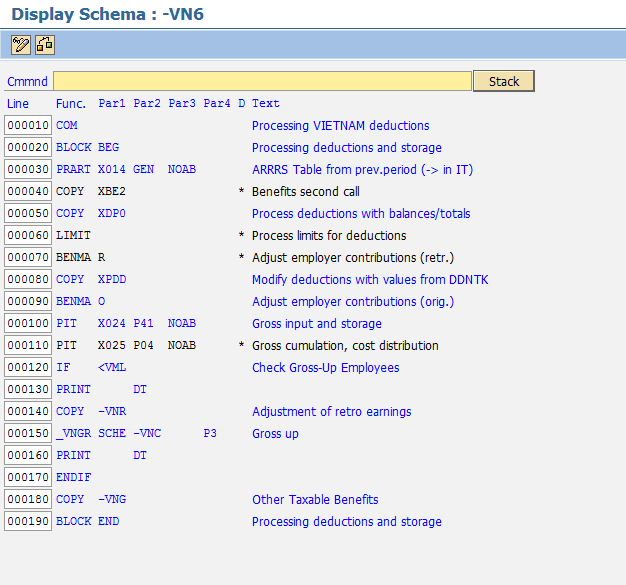 Display Schema : -VN6
Cmmnd Stack
Line Func. Par1 Par2 Par3 Par4 D Text
000010 COM Processing VIETNAM deductions
000020 BLOCK BEG Processing deductions and storage
000030 PRART X014 GEN NOAB ARRRS Table from prev.period (-> in IT)
000040 COPY XBE2 * Benefits second call
000050 COPY XDP0 Process deductions with balances/totals
000060 LIMIT * Process limits for deductions
000070 BENMA R * Adjust employer contributions (retr.)
000080 COPY XPDD Modify deductions with values from DDNTK
000090 BENMA O Adjust employer contributions (orig.)
000100 PIT X024 P41 NOAB Gross input and storage
000110 PIT X025 P04 NOAB * Gross cumulation, cost distribution
000120 IF <VML Check Gross-Up Employees
000130 PRINT DT
000140 COPY -VNR Adjustment of retro earnings
000150 _VNGR SCHE -VNC P3 Gross up
000160 PRINT DT
000170 ENDIF
000180 COPY -VNG Other Taxable Benefits
000190 BLOCK END Processing deductions and storage